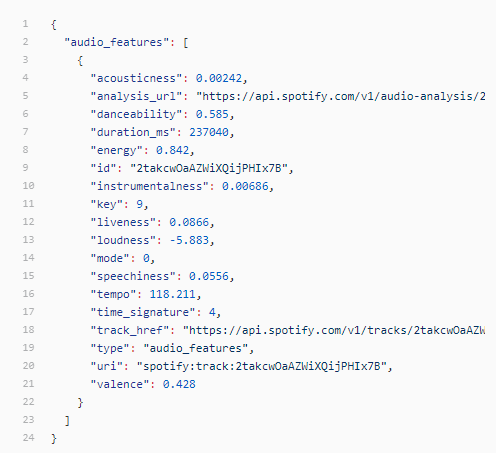 1 {
2 "audio_features": [
3 {
4 "acousticness": 0.00242,
5 "analysis_url": "https://api.spotify.com/v1/audio-analysis/2
6 "danceability": 0.585,
7 "duration_ms": 237040,
8 "energy": 0.842,
9 "id": "2takcwOaAZWiXQijPHIx7B",
10 "instrumentalness": 0.00686,
11 "key": 9,
12 "liveness": 0.0866,
13 "loudness": -5.883,
14 "mode": 0,
15 "speechiness": 0.0556,
16 "tempo": 118.211,
17 "time_signature": 4,
18 "track_href": "https://api.spotify.com/v1/tracks/2takcwOaAZW
19 "type": "audio_features",
20 "uri": "spotify:track:2takcwOaAZWiXQijPHIx7B",
21 "valence": 0.428
22 }
23 ]
24 }